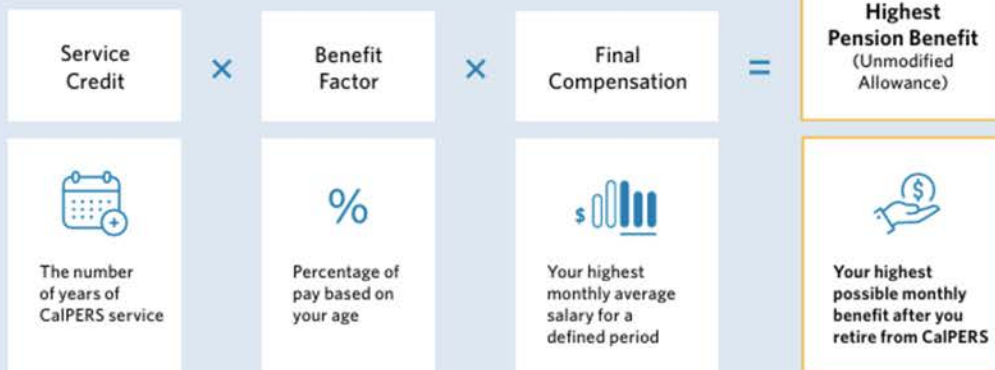 Service
Credit
×
Benefit
Factor
×
Final
Compensation
=
Highest
Pension Benefit
(Unmodified
Allowance)
The number
of years of
CalPERS service
%
Percentage of
pay based on
your age
$
Your highest
monthly average
salary for a
defined period
$
Your highest
possible monthly
benefit after you
retire from CalPERS